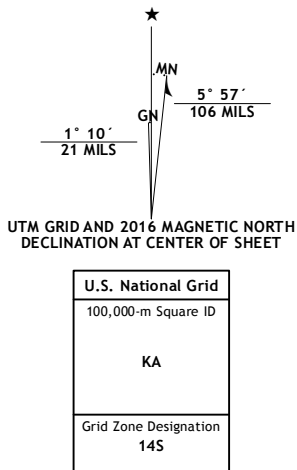 ★
MN
GN
5° 57´
106 MILS
1° 10´
21 MILS
UTM GRID AND 2016 MAGNETIC NORTH
DECLINATION AT CENTER OF SHEET
U.S. National Grid
100,000-m Square ID
KA
Grid Zone Designation
14S